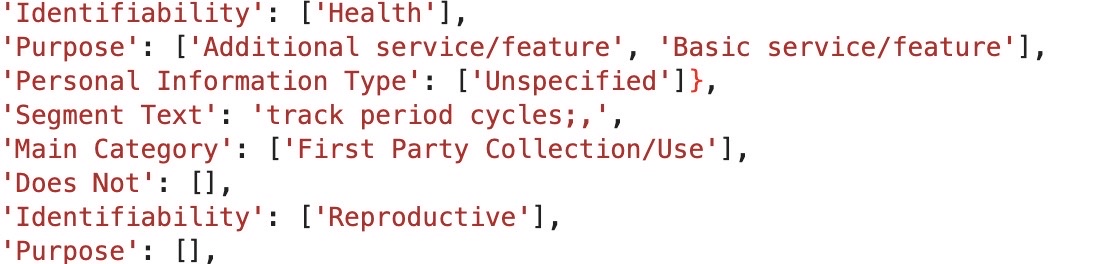 'Identifiability': ['Health'],
'Purpose': ['Additional service/feature', 'Basic service/feature'],
'Personal Information Type': ['Unspecified']},
'Segment Text': 'track period cycles;,',
'Main Category': ['First Party Collection/Use'],
'Does Not': [],
'Identifiability': ['Reproductive'],
'Purpose': [],